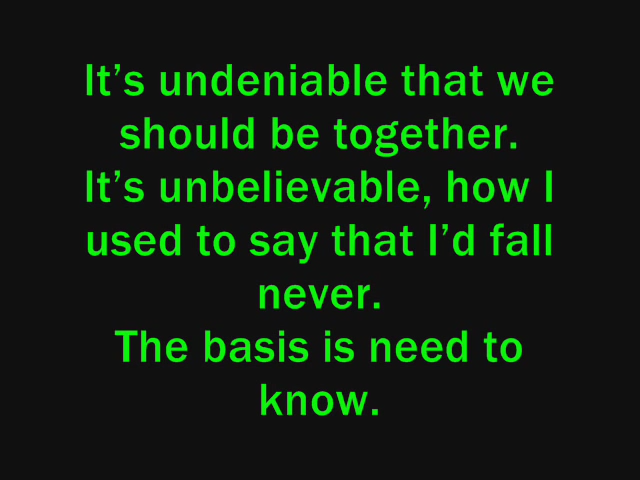 It’s undeniable that we
should be together.
It’s unbelievable, how I
used to say that I’d fall
never.
The basis is need to
know.